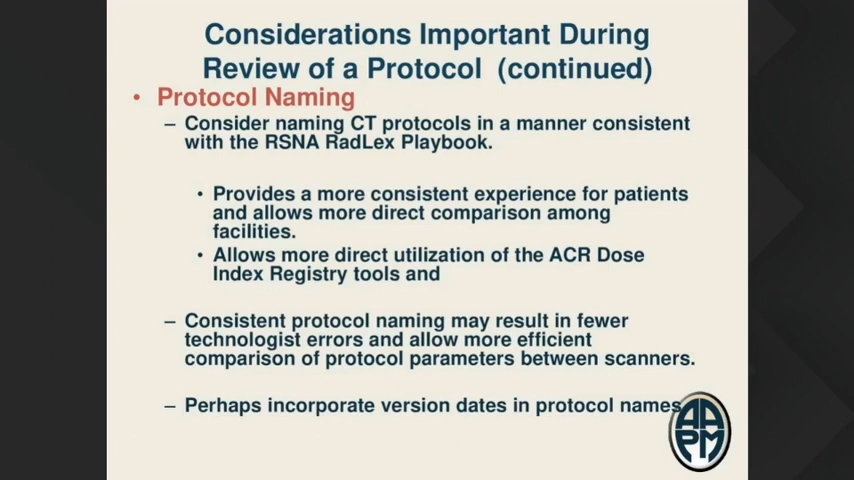 Considerations Important During
Review of a Protocol (continued)
• Protocol Naming
– Consider naming CT protocols in a manner consistent
with the RSNA RadLex Playbook.
• Provides a more consistent experience for patients
and allows more direct comparison among
facilities.
• Allows more direct utilization of the ACR Dose
Index Registry tools and
– Consistent protocol naming may result in fewer
technologist errors and allow more efficient
comparison of protocol parameters between scanners.
– Perhaps incorporate version dates in protocol names
AAPM